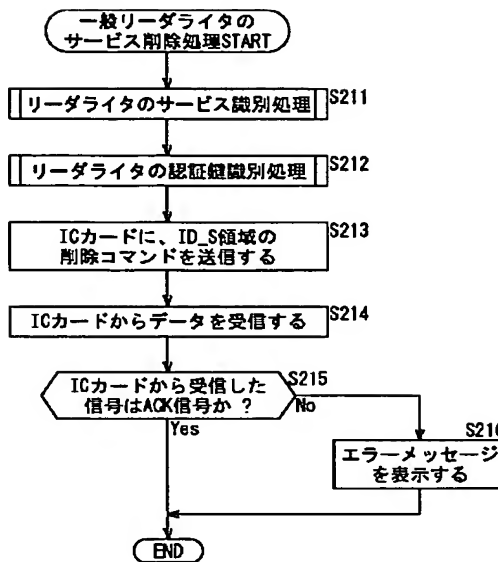 一般リーダライタの
サービス削除処理START
リーダライタのサービス識別処理
S211
リーダライタの認証鍵識別処理
S212
ICカードに、ID_S領域の
削除コマンドを送信する
S213
ICカードからデータを受信する
S214
ICカードから受信した
信号はACK信号か ?
S215
No
Yes
S216
エラーメッセージ
を表示する
END